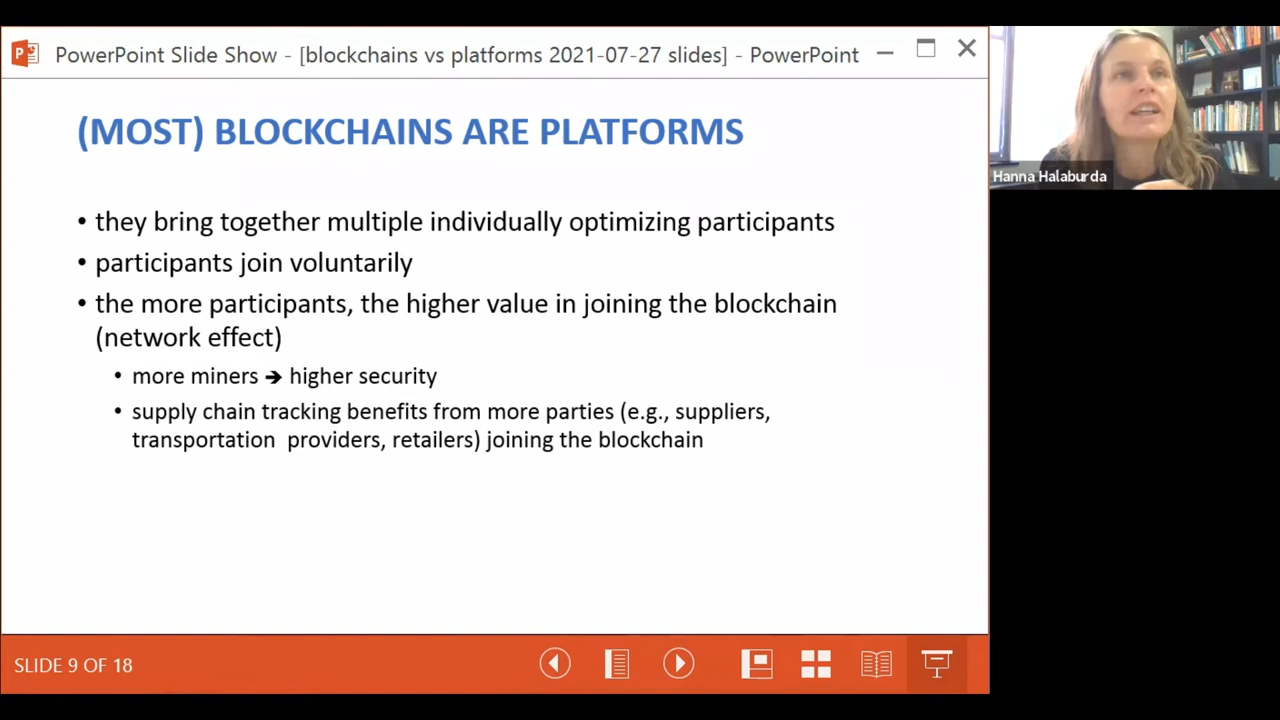 PowerPoint Slide Show - [blockchains vs platforms 2021-07-27 slides] - PowerPoint
(MOST) BLOCKCHAINS ARE PLATFORMS
• they bring together multiple individually optimizing participants
• participants join voluntarily
• the more participants, the higher value in joining the blockchain
(network effect)
• more miners ➔ higher security
• supply chain tracking benefits from more parties (e.g., suppliers,
transportation providers, retailers) joining the blockchain
SLIDE 9 OF 18
Hanna Halaburda